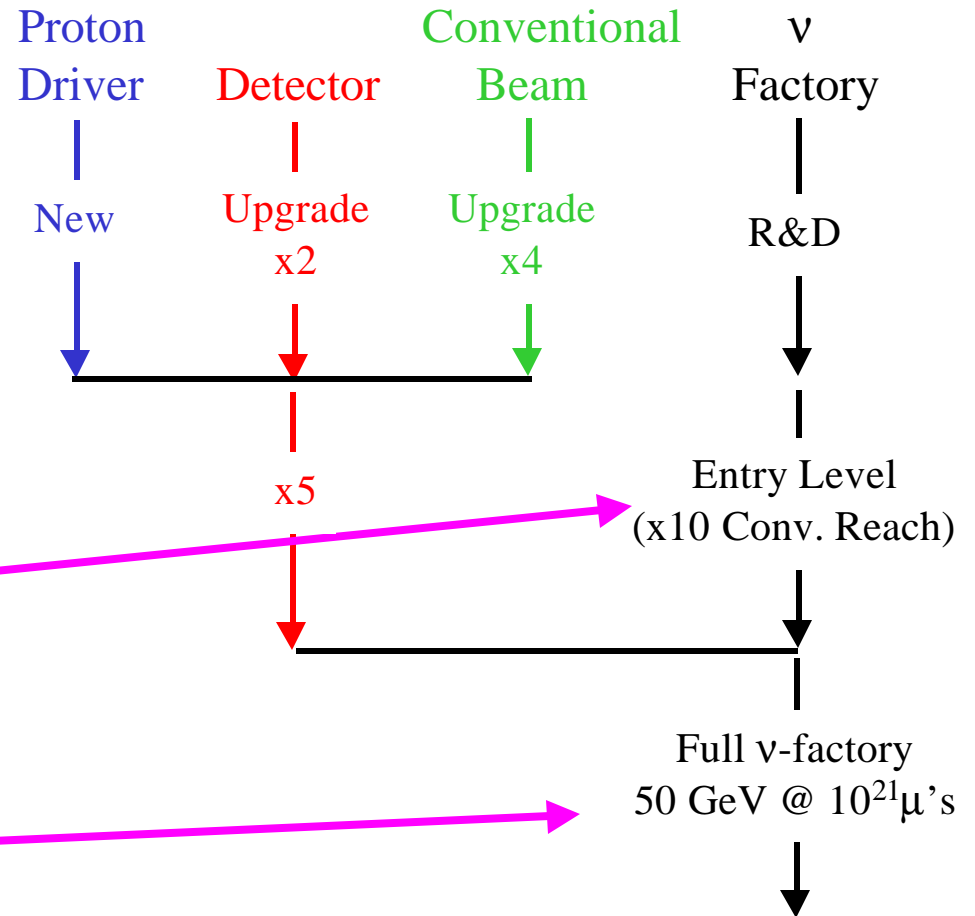 Proton
Driver
Detector
Conventional
Beam
ν
Factory
New
Upgrade
x2
Upgrade
x4
R&D
x5
Entry Level
(x10 Conv. Reach)
Full ν-factory
50 GeV @ 10²¹μ’s